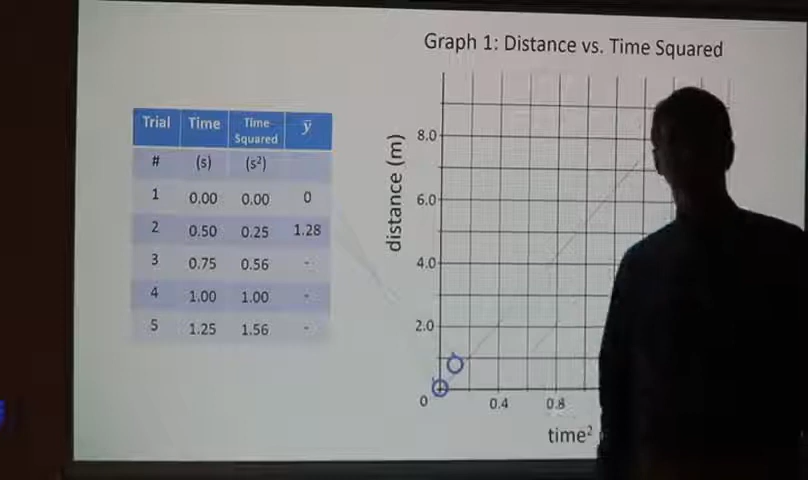 Graph 1: Distance vs. Time Squared
Trial Time Time Squared ȳ
# (s) (s²)
1 0.00 0.00 0
2 0.50 0.25 1.28
3 0.75 0.56 -
4 1.00 1.00 -
5 1.25 1.56 -
distance (m)
8.0
6.0
4.0
2.0
0 0.4 0.8
time²